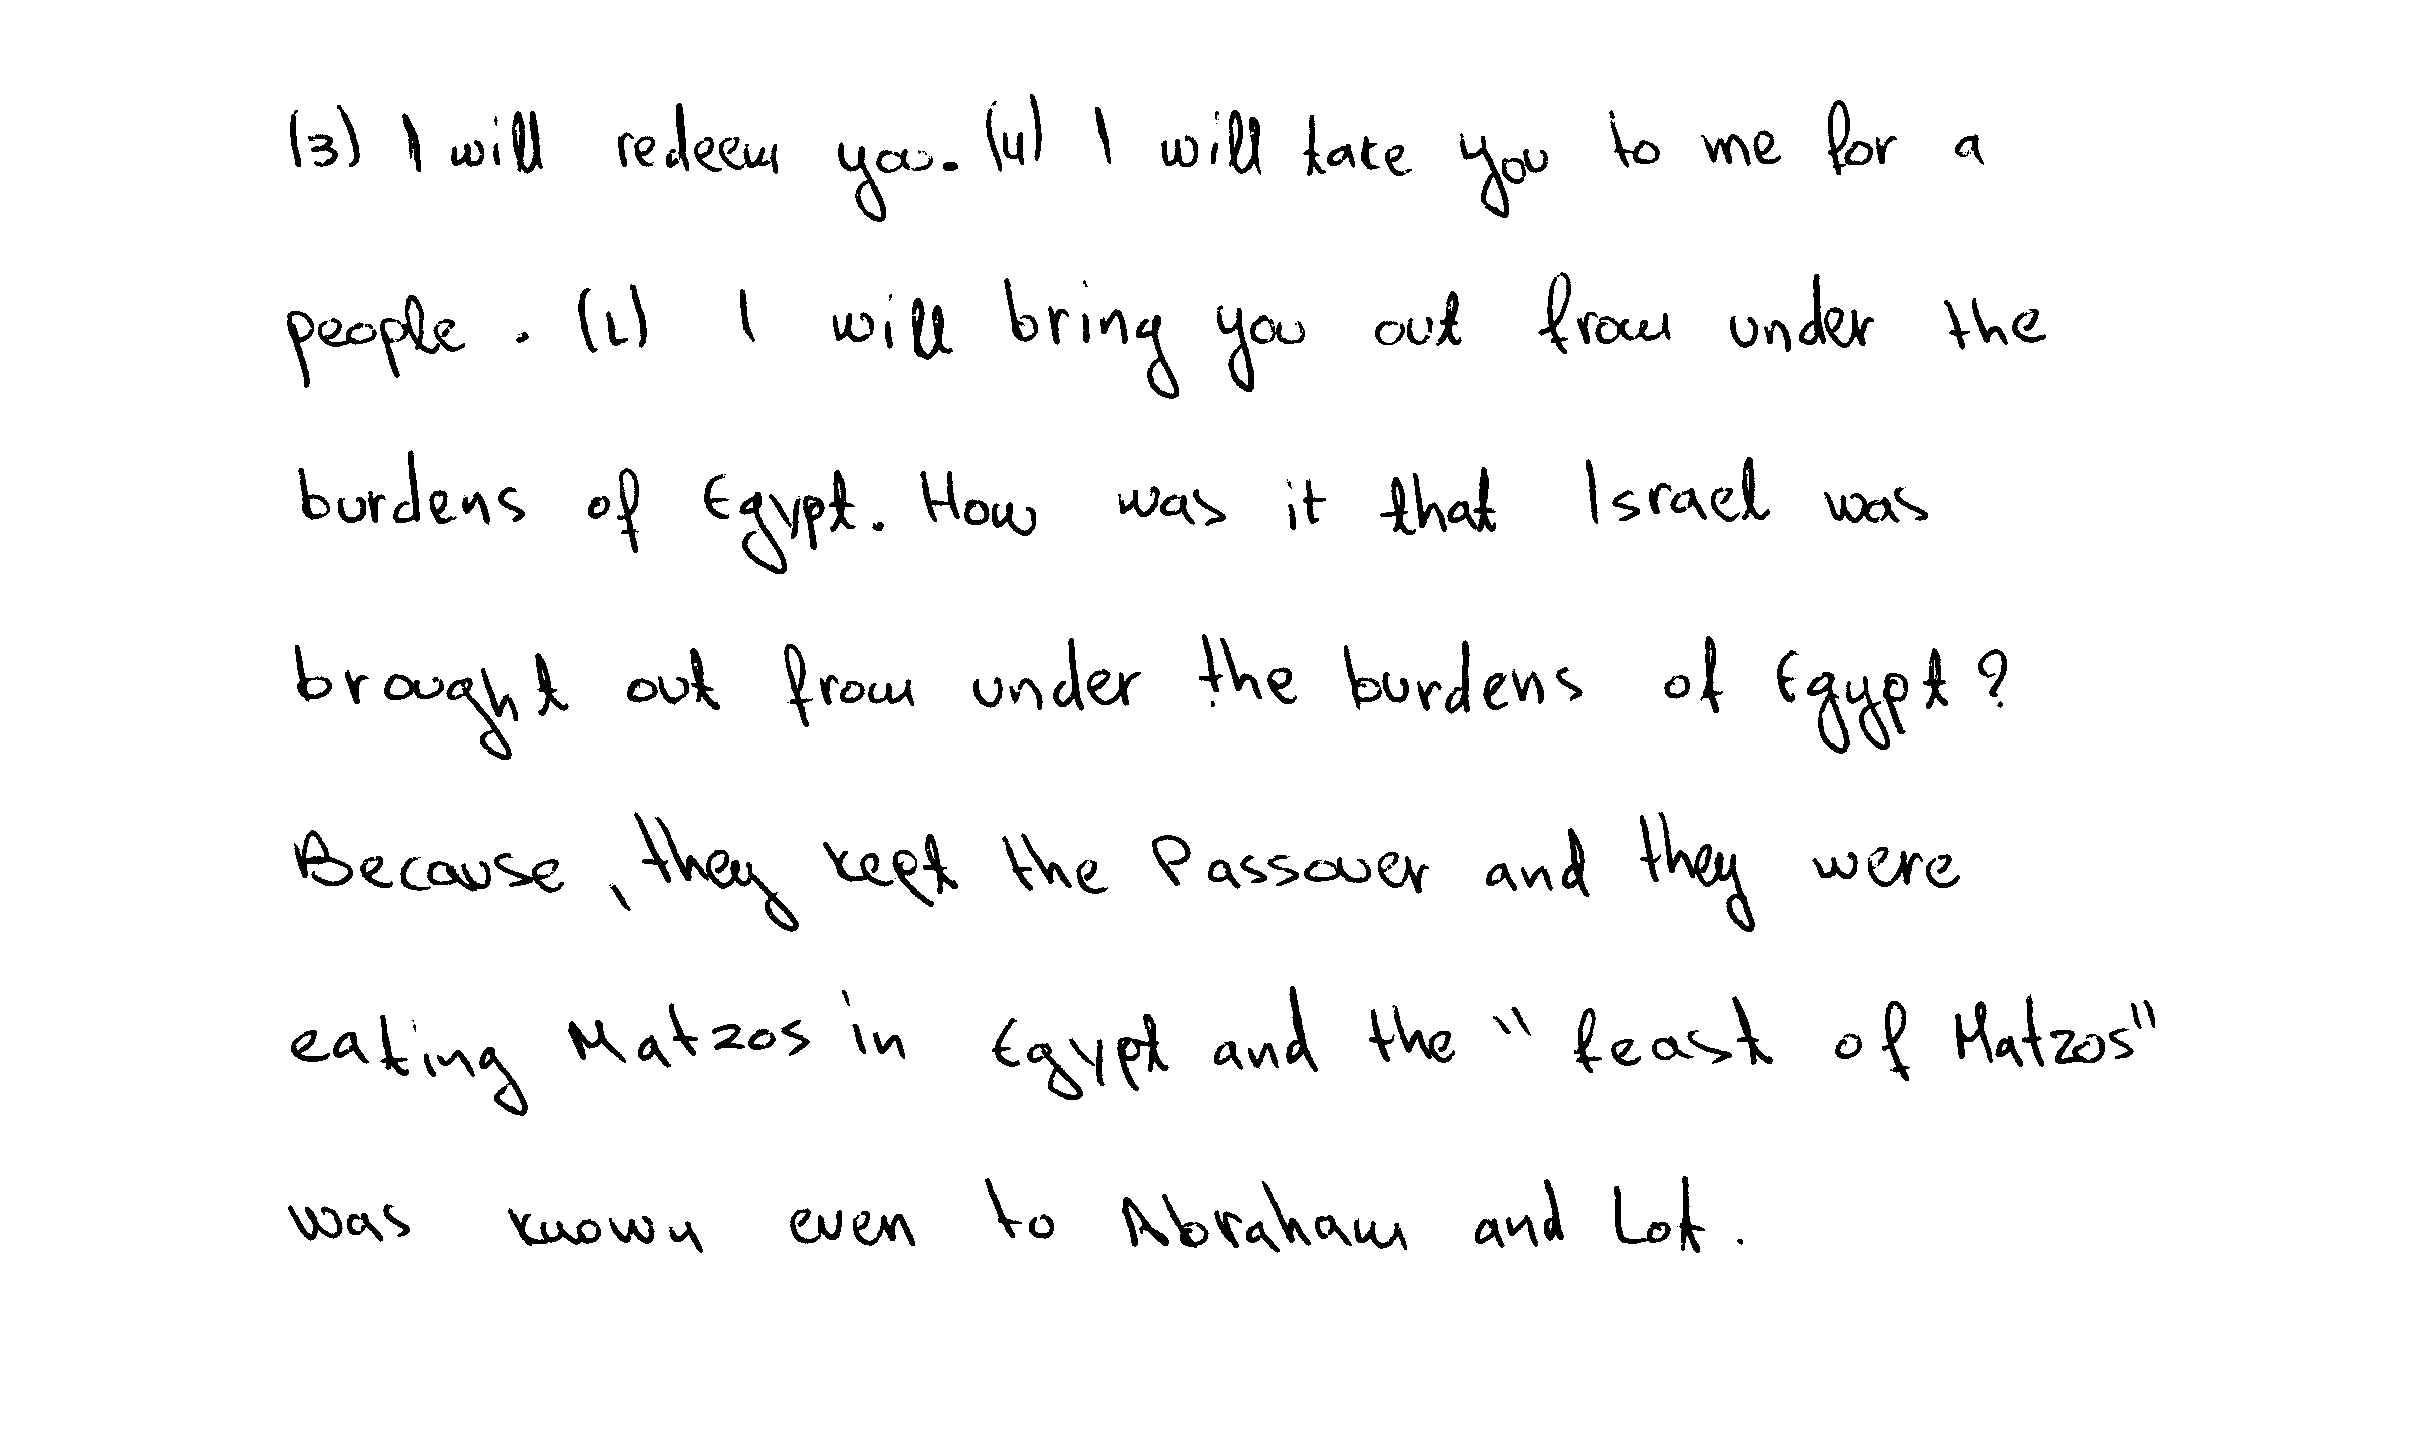 (3) I will redeem you. (4) I will take you to me for a
people. (1) I will bring you out from under the
burdens of Egypt. How was it that Israel was
brought out from under the burdens of Egypt?
Because, they kept the Passover and they were
eating Matzos in Egypt and the "feast of Matzos"
was known even to Abraham and Lot.